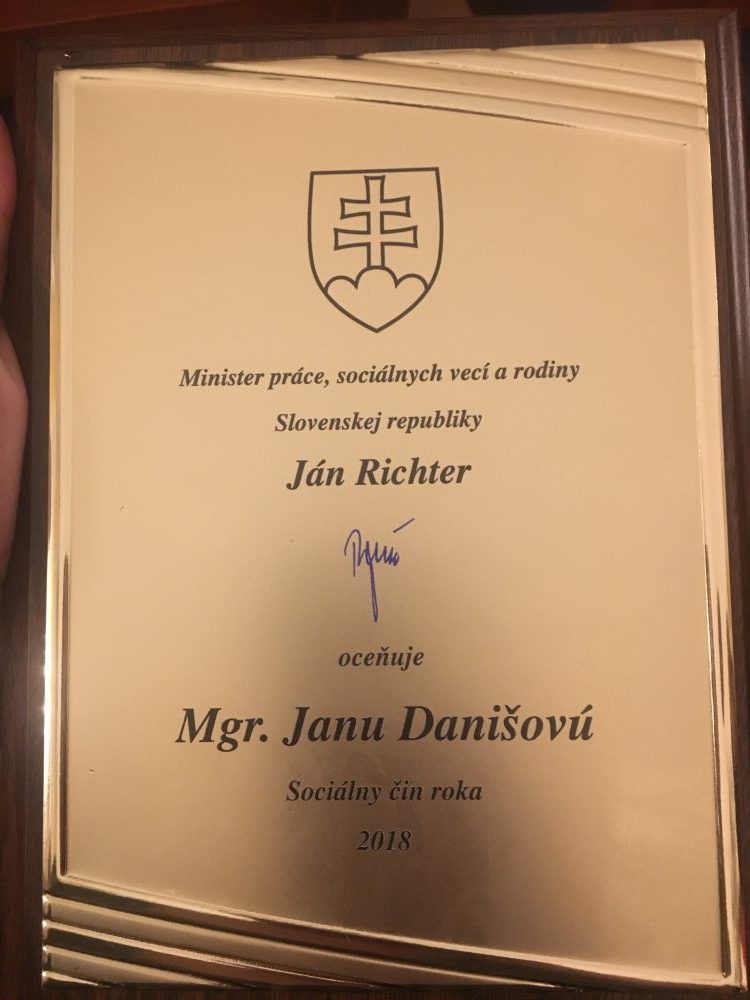 Minister práce, sociálnych vecí a rodiny
Slovenskej republiky
Ján Richter
oceňuje
Mgr. Janu Danišovú
Sociálny čin roka
2018